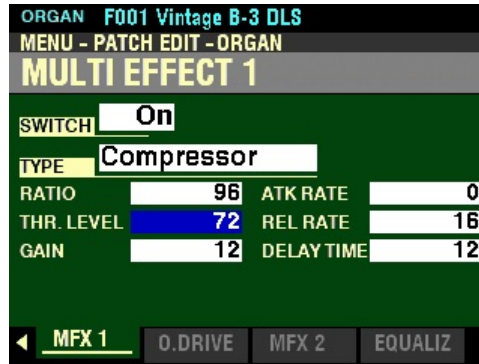 ORGAN F001 Vintage B-3 DLS
MENU - PATCH EDIT - ORGAN
MULTI EFFECT 1
SWITCH On
TYPE Compressor
RATIO 96 ATK RATE 0
THR. LEVEL 72 REL RATE 16
GAIN 12 DELAY TIME 12
MFX 1 O.DRIVE MFX 2 EQUALIZ